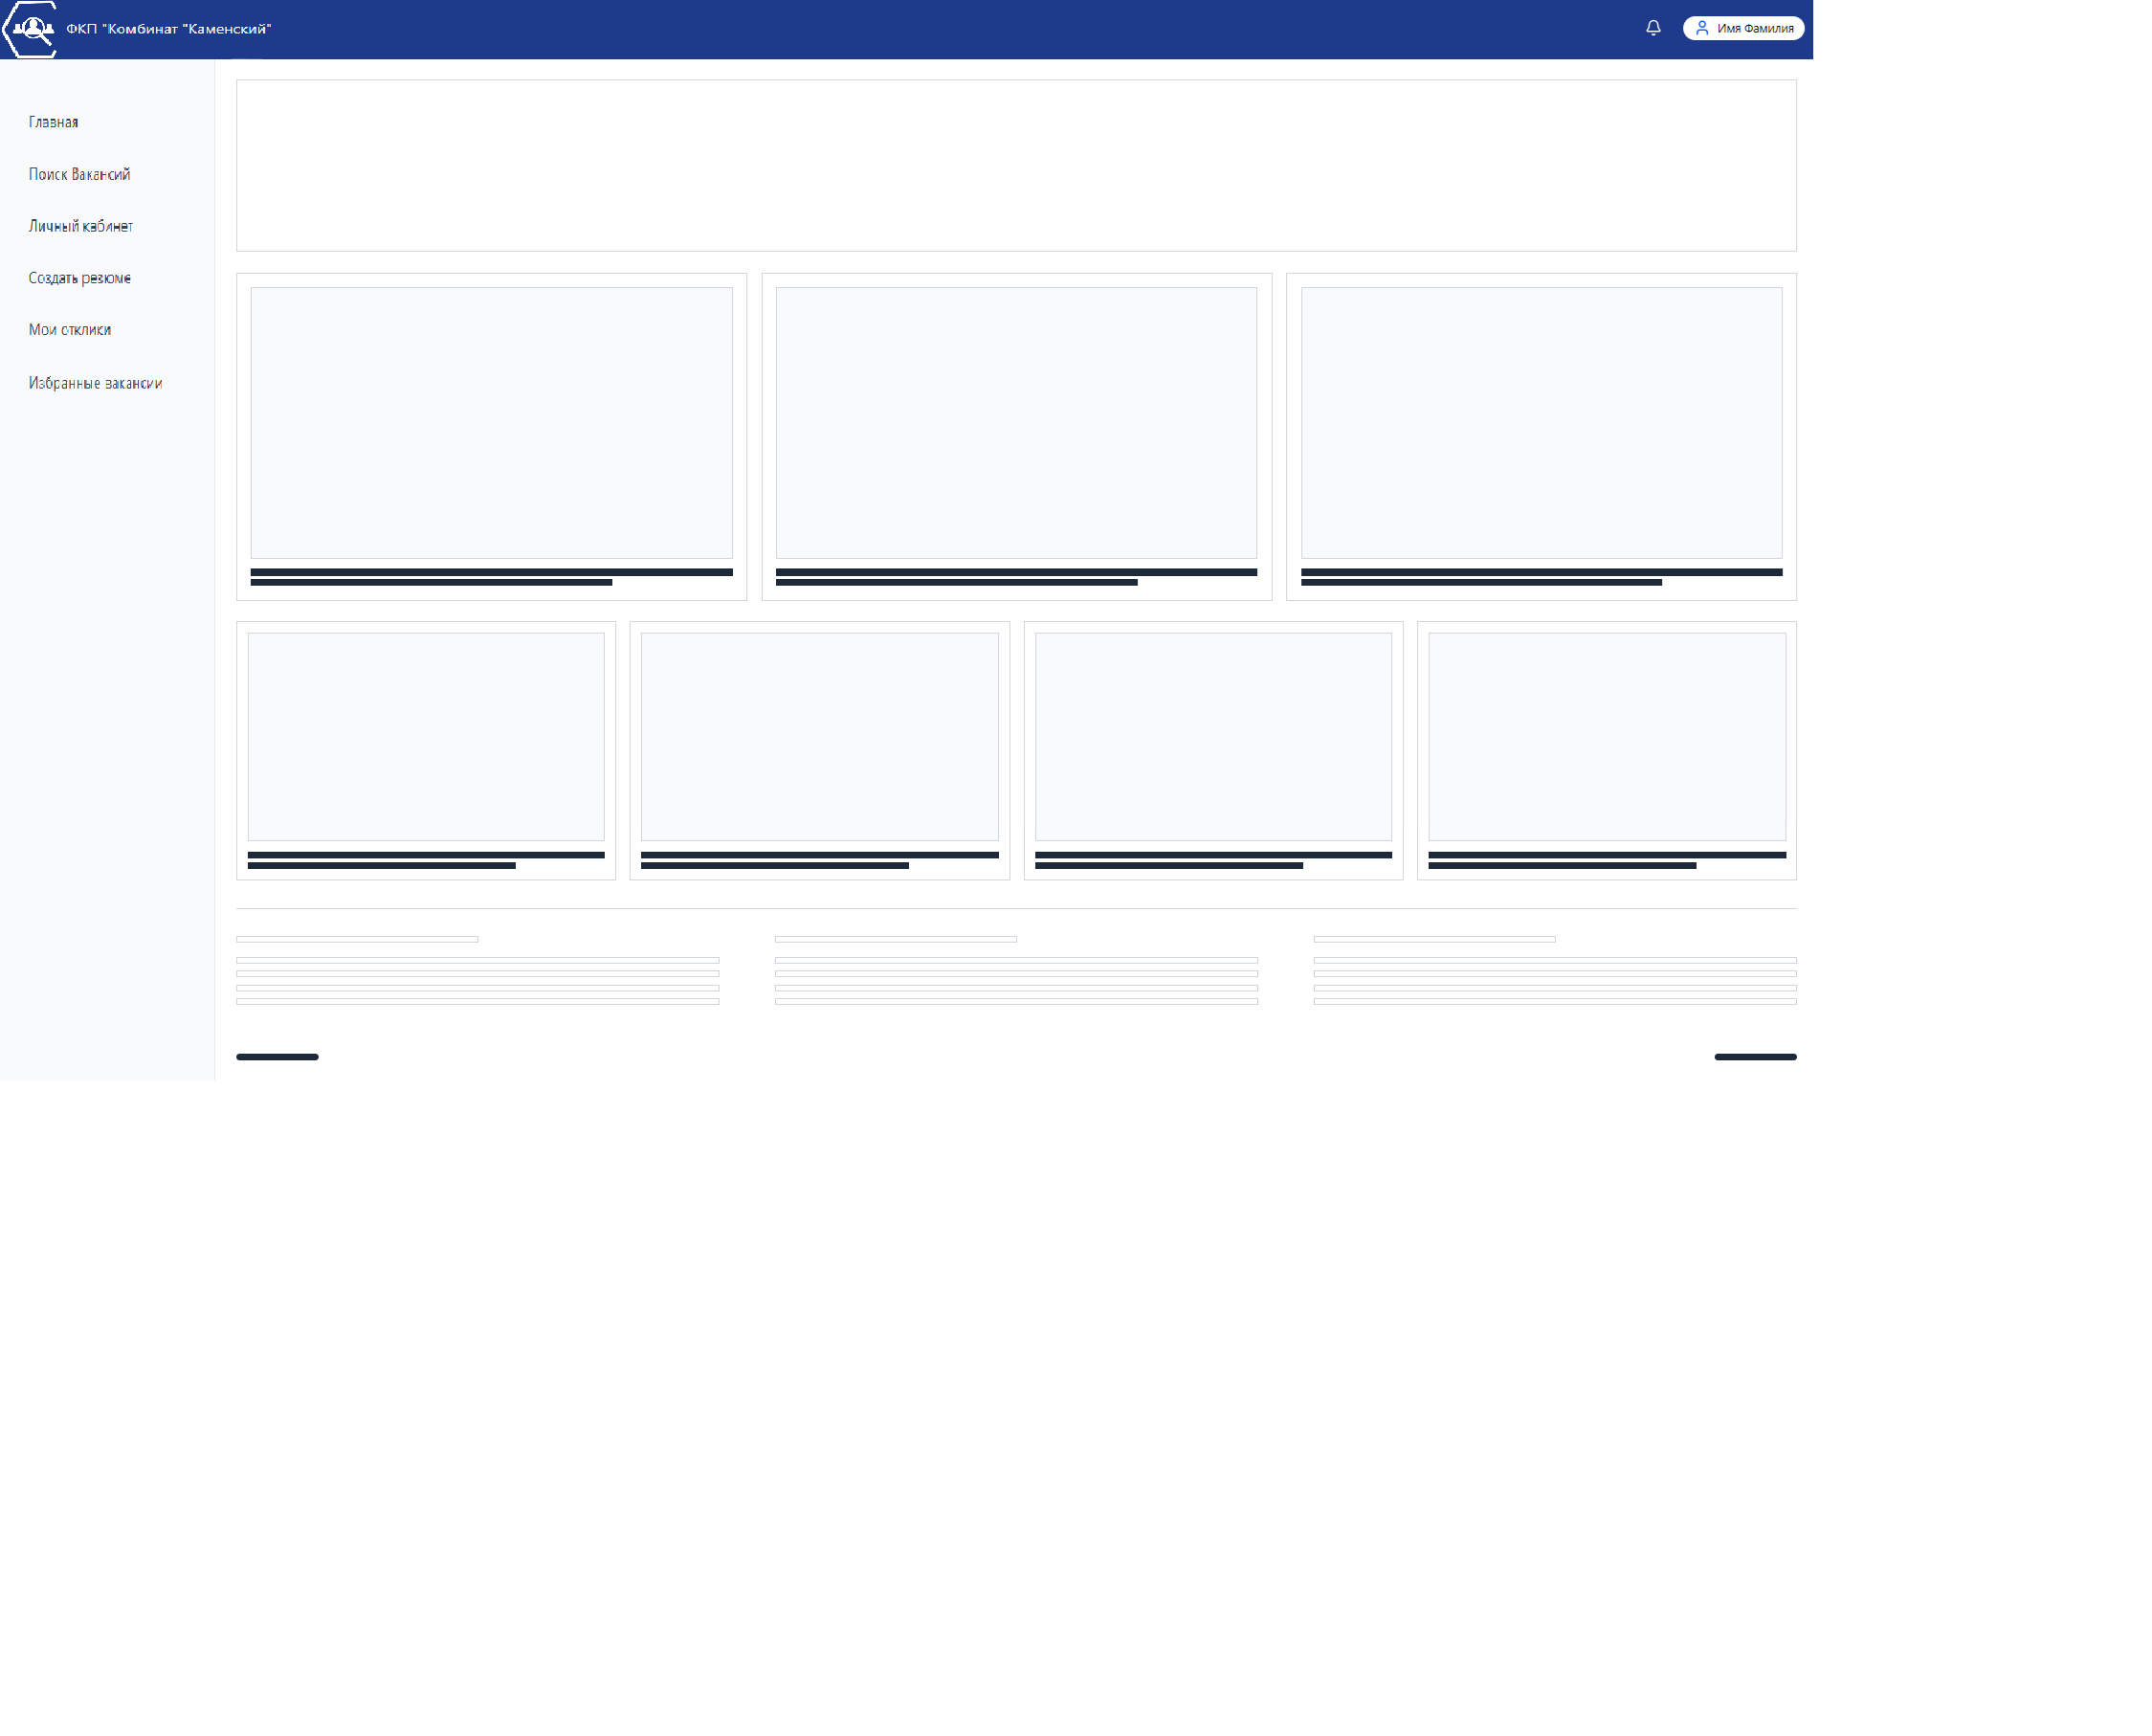 ФКП "Комбинат "Каменский"
Имя Фамилия
Главная
Поиск Вакансий
Личный кабинет
Создать резюме
Мои отклики
Избранные вакансии